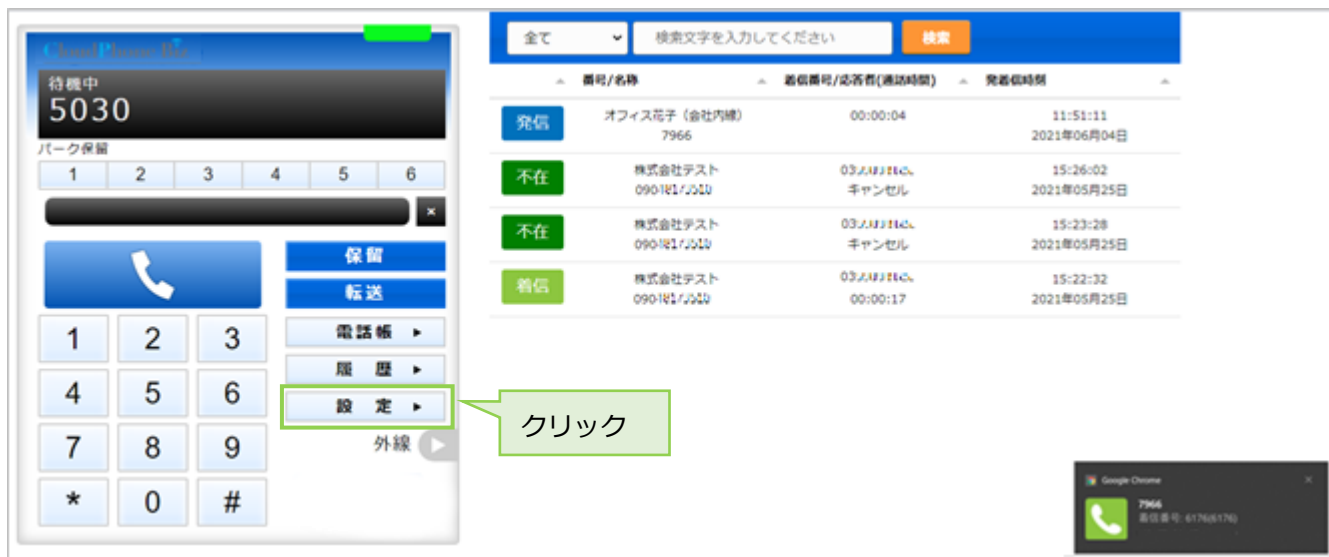 CloudPhone Biz
待機中
5030
パーク保留
1 2 3 4 5 6
×
保留
転送
電話帳 ▶
履 歴 ▶
設 定 ▶
外線
1 2 3
4 5 6
7 8 9
* 0 #
クリック
全て 検索文字を入力してください 検索
番号/名称 着信番号/応答者(通話時間) 発着信時刻
発信 オフィス花子（会社内線） 00:00:04 11:51:11
7966 2021年06月04日
不在 株式会社テスト 15:26:02
キャンセル 2021年05月25日
不在 株式会社テスト 15:23:28
キャンセル 2021年05月25日
着信 株式会社テスト 15:22:32
00:00:17 2021年05月25日
Google Chrome ×
7966
着信番号: 6176(6176)